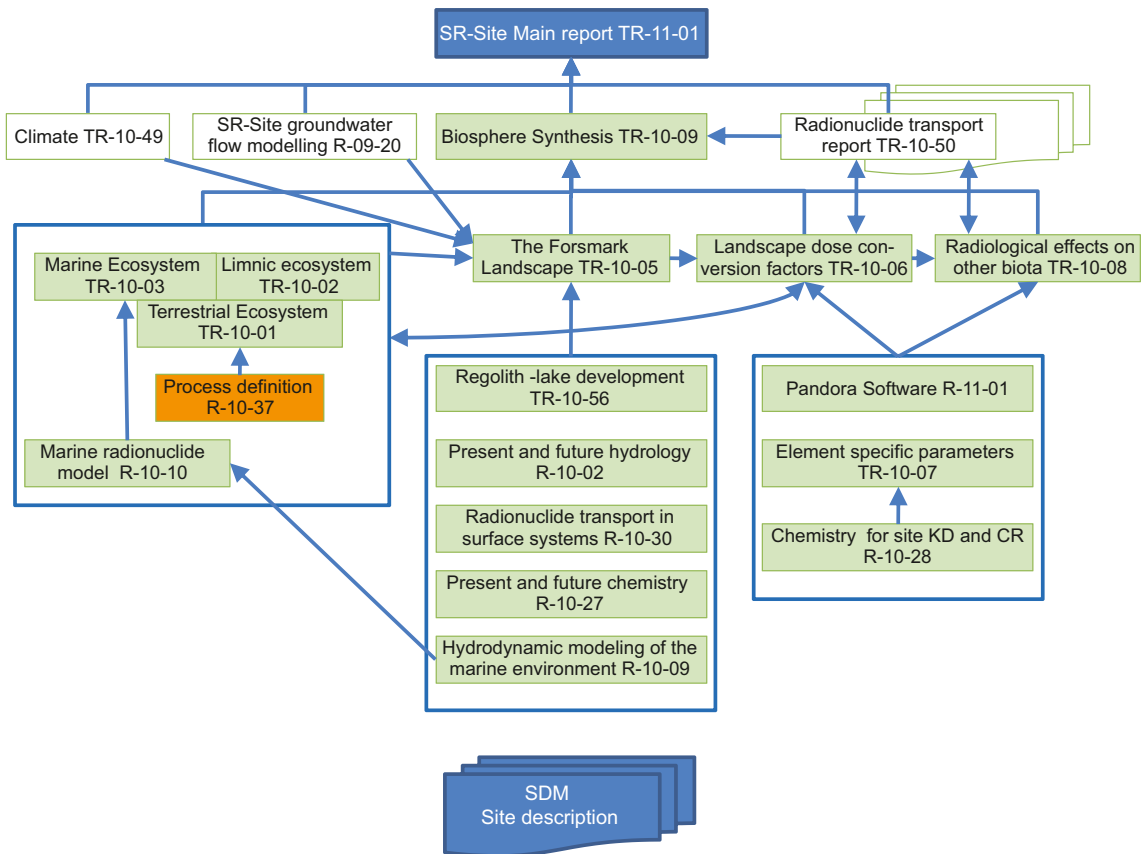 SR-Site Main report TR-11-01
Climate TR-10-49
SR-Site groundwater
flow modelling R-09-20
Biosphere Synthesis TR-10-09
Radionuclide transport
report TR-10-50
Marine Ecosystem
TR-10-03
Limnic ecosystem
TR-10-02
Terrestrial Ecosystem
TR-10-01
Process definition
R-10-37
Marine radionuclide
model R-10-10
The Forsmark
Landscape TR-10-05
Landscape dose con-
version factors TR-10-06
Radiological effects on
other biota TR-10-08
Regolith -lake development
TR-10-56
Present and future hydrology
R-10-02
Radionuclide transport in
surface systems R-10-30
Present and future chemistry
R-10-27
Hydrodynamic modeling of the
marine environment R-10-09
Pandora Software R-11-01
Element specific parameters
TR-10-07
Chemistry for site KD and CR
R-10-28
SDM
Site description